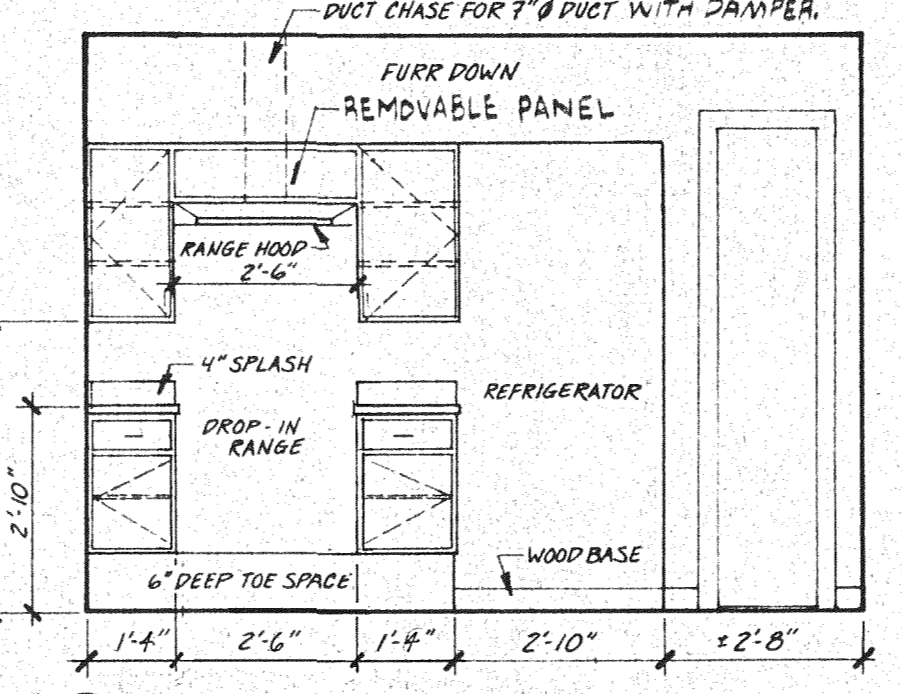 DUCT CHASE FOR 7"Ø DUCT WITH DAMPER.
FURR DOWN
REMOVABLE PANEL
RANGE HOOD
2'-6"
4" SPLASH
REFRIGERATOR
DROP-IN
RANGE
2'-10"
WOOD BASE
6" DEEP TOE SPACE
1'-4" 2'-6" 1'-4" 2'-10" ±2'-8"